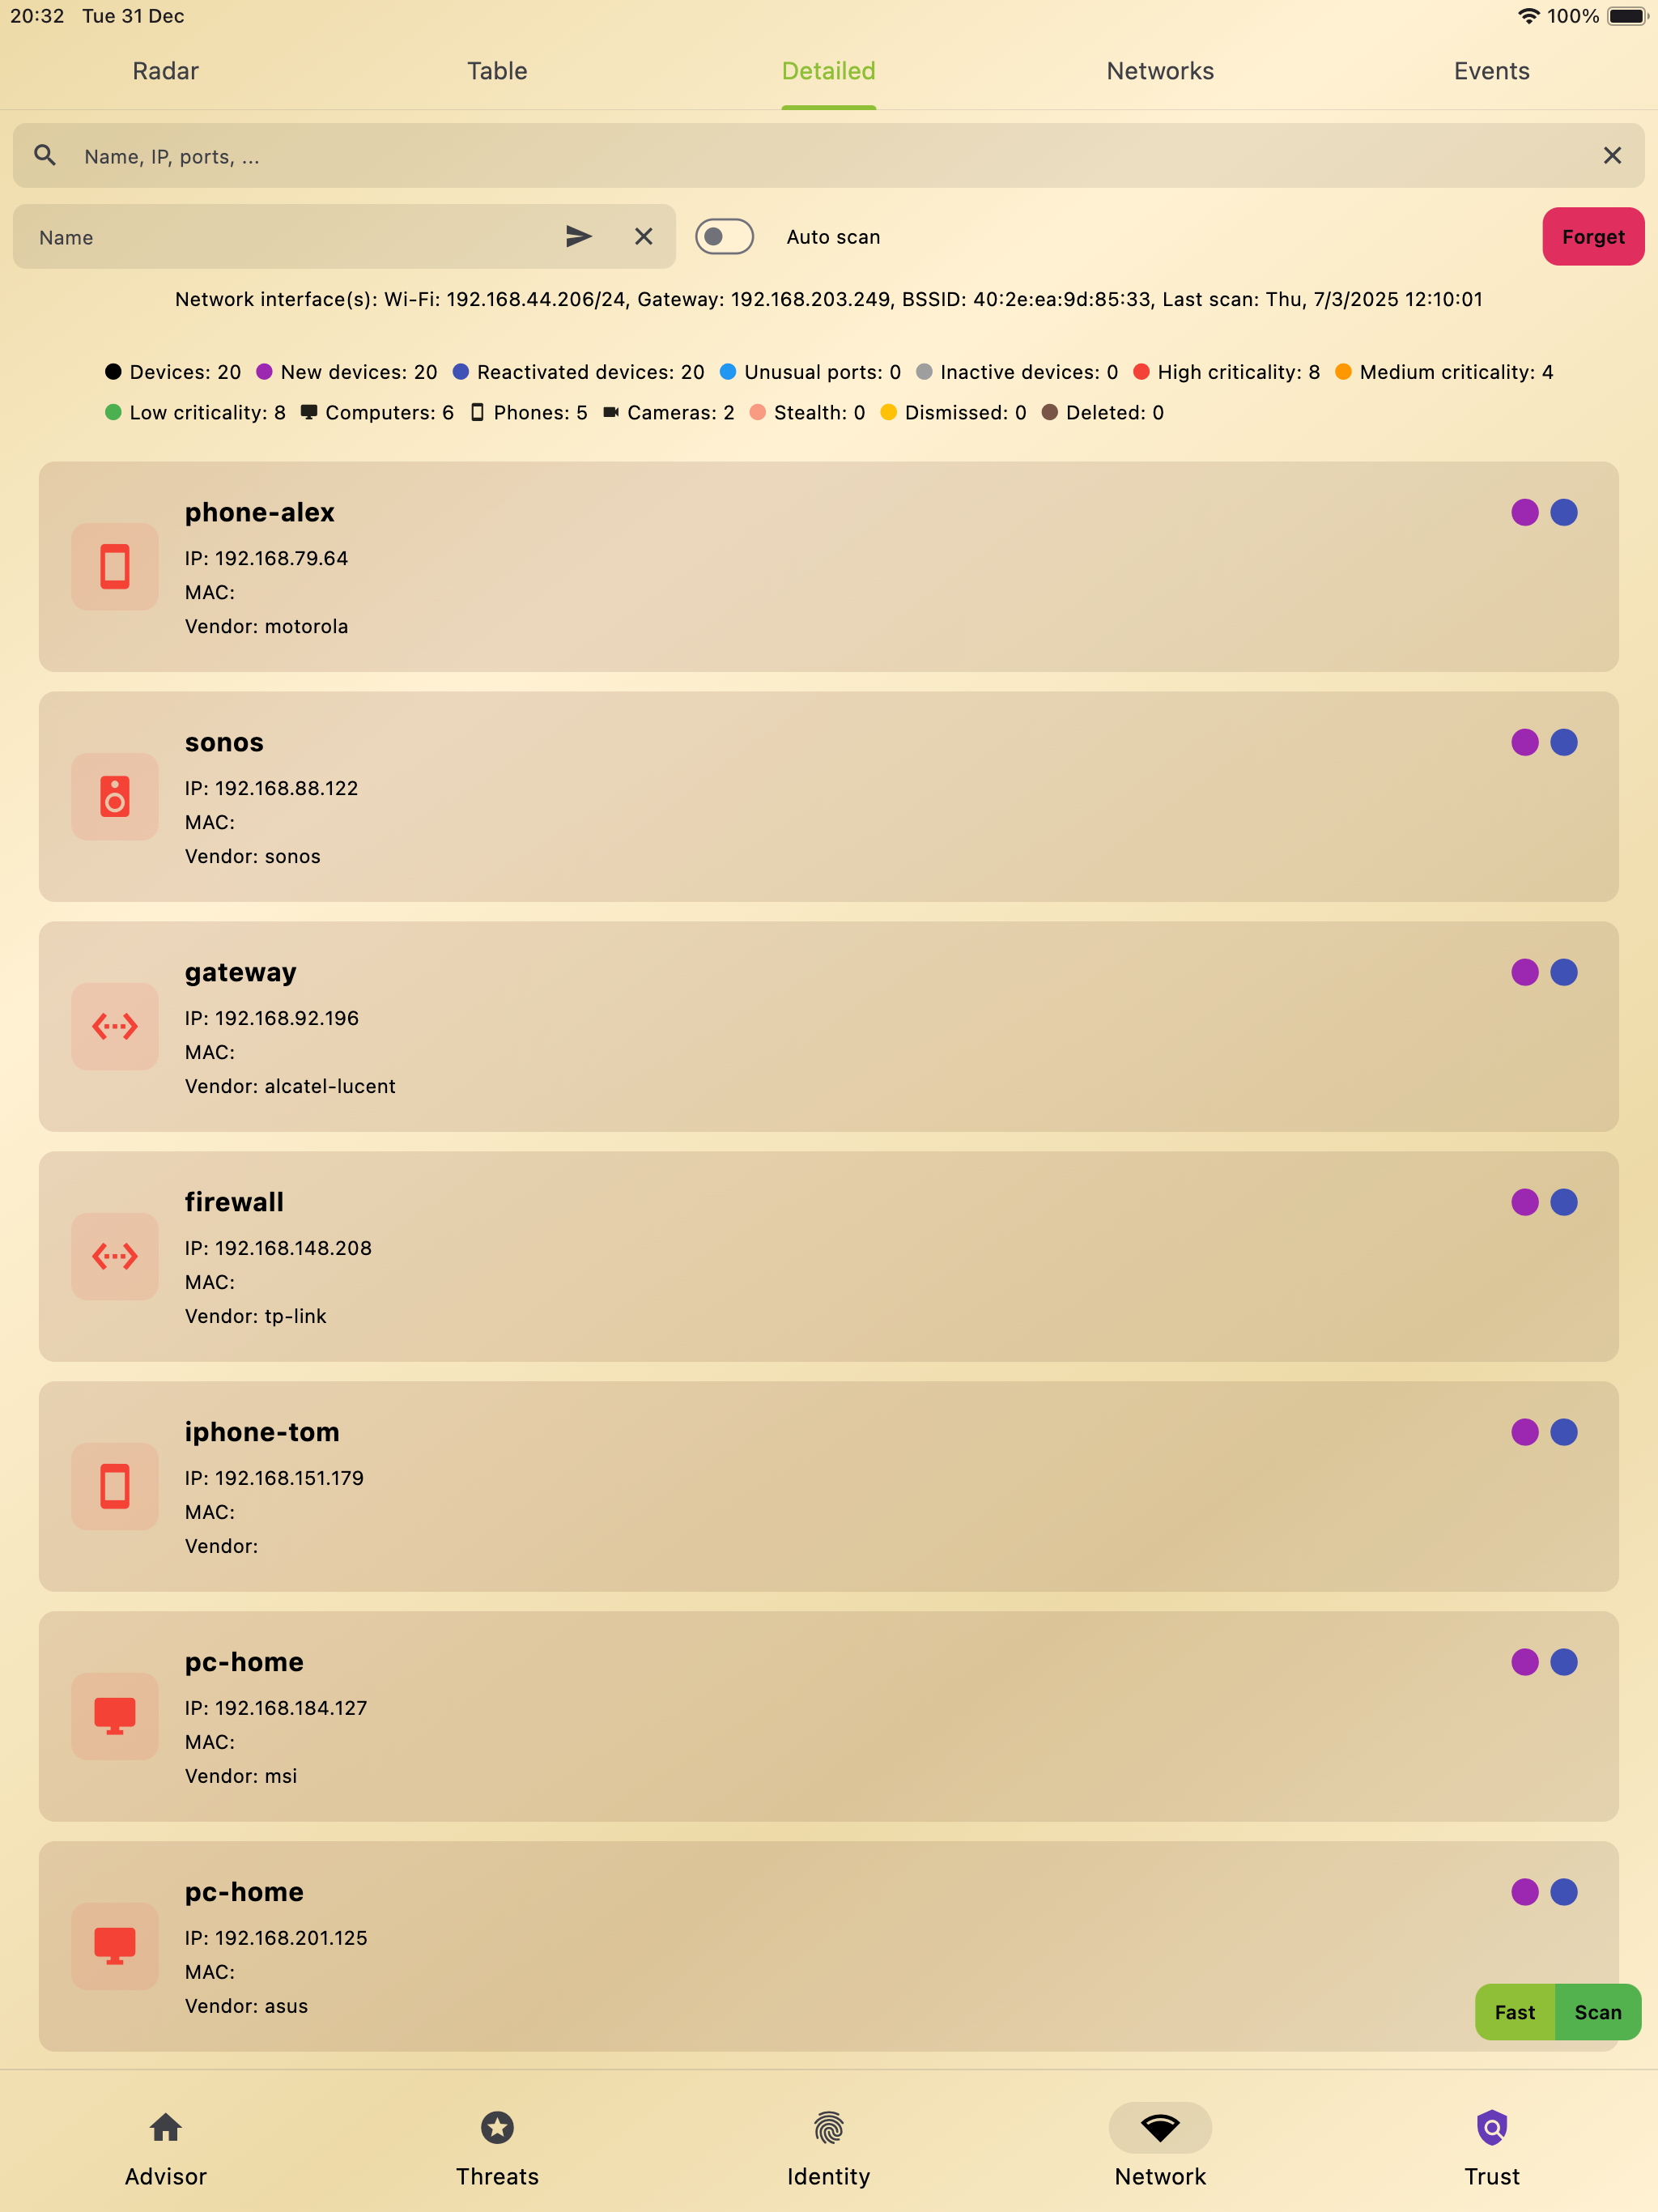 20:32 Tue 31 Dec 100%
Radar Table Detailed Networks Events
Name, IP, ports, ...
Name Auto scan Forget
Network interface(s): Wi-Fi: 192.168.44.206/24, Gateway: 192.168.203.249, BSSID: 40:2e:ea:9d:85:33, Last scan: Thu, 7/3/2025 12:10:01
Devices: 20 New devices: 20 Reactivated devices: 20 Unusual ports: 0 Inactive devices: 0 High criticality: 8 Medium criticality: 4
Low criticality: 8 Computers: 6 Phones: 5 Cameras: 2 Stealth: 0 Dismissed: 0 Deleted: 0
phone-alex
IP: 192.168.79.64
MAC:
Vendor: motorola
sonos
IP: 192.168.88.122
MAC:
Vendor: sonos
gateway
IP: 192.168.92.196
MAC:
Vendor: alcatel-lucent
firewall
IP: 192.168.148.208
MAC:
Vendor: tp-link
iphone-tom
IP: 192.168.151.179
MAC:
Vendor:
pc-home
IP: 192.168.184.127
MAC:
Vendor: msi
pc-home
IP: 192.168.201.125
MAC:
Vendor: asus
Fast Scan
Advisor Threats Identity Network Trust